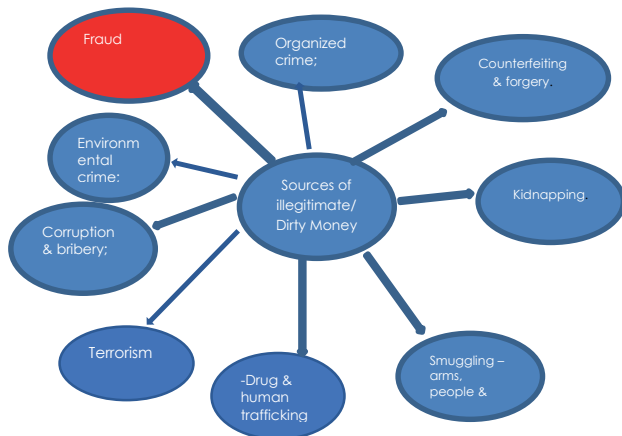 Fraud
Organized
crime;
Counterfeiting
& forgery.
Environm
ental
crime:
Sources of
illegitimate/
Dirty Money
Kidnapping.
Corruption
& bribery;
Terrorism
-Drug &
human
trafficking
Smuggling –
arms,
people &